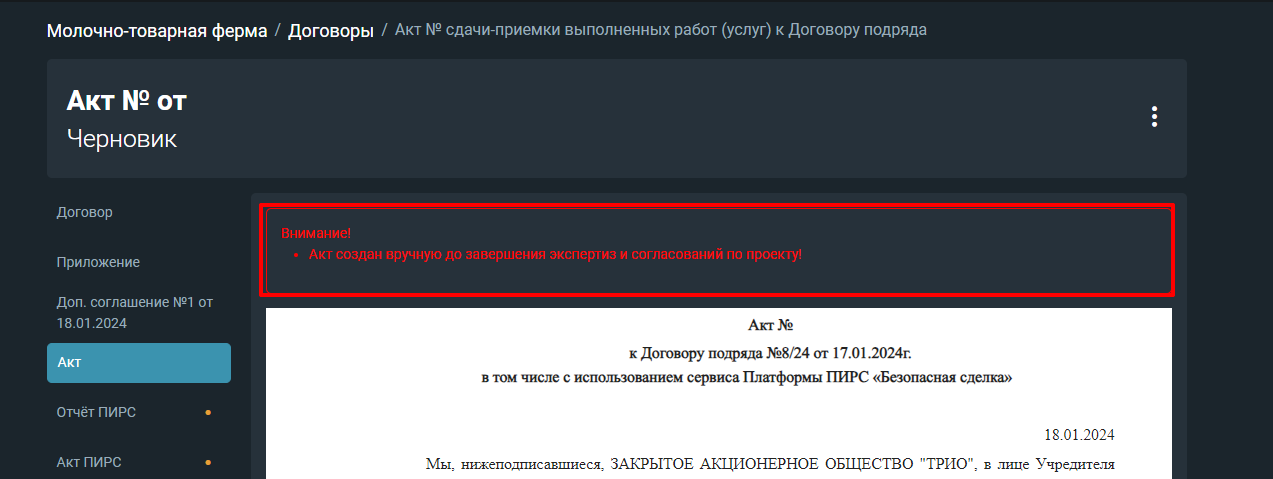 Молочно-товарная ферма / Договоры / Акт № сдачи-приемки выполненных работ (услуг) к Договору подряда
Акт № от
Черновик
Договор
Приложение
Доп. соглашение №1 от
18.01.2024
Акт
Отчёт ПИРС
Акт ПИРС
Внимание!
• Акт создан вручную до завершения экспертиз и согласований по проекту!
Акт №
к Договору подряда №8/24 от 17.01.2024г.
в том числе с использованием сервиса Платформы ПИРС «Безопасная сделка»
18.01.2024
Мы, нижеподписавшиеся, ЗАКРЫТОЕ АКЦИОНЕРНОЕ ОБЩЕСТВО "ТРИО", в лице Учредителя